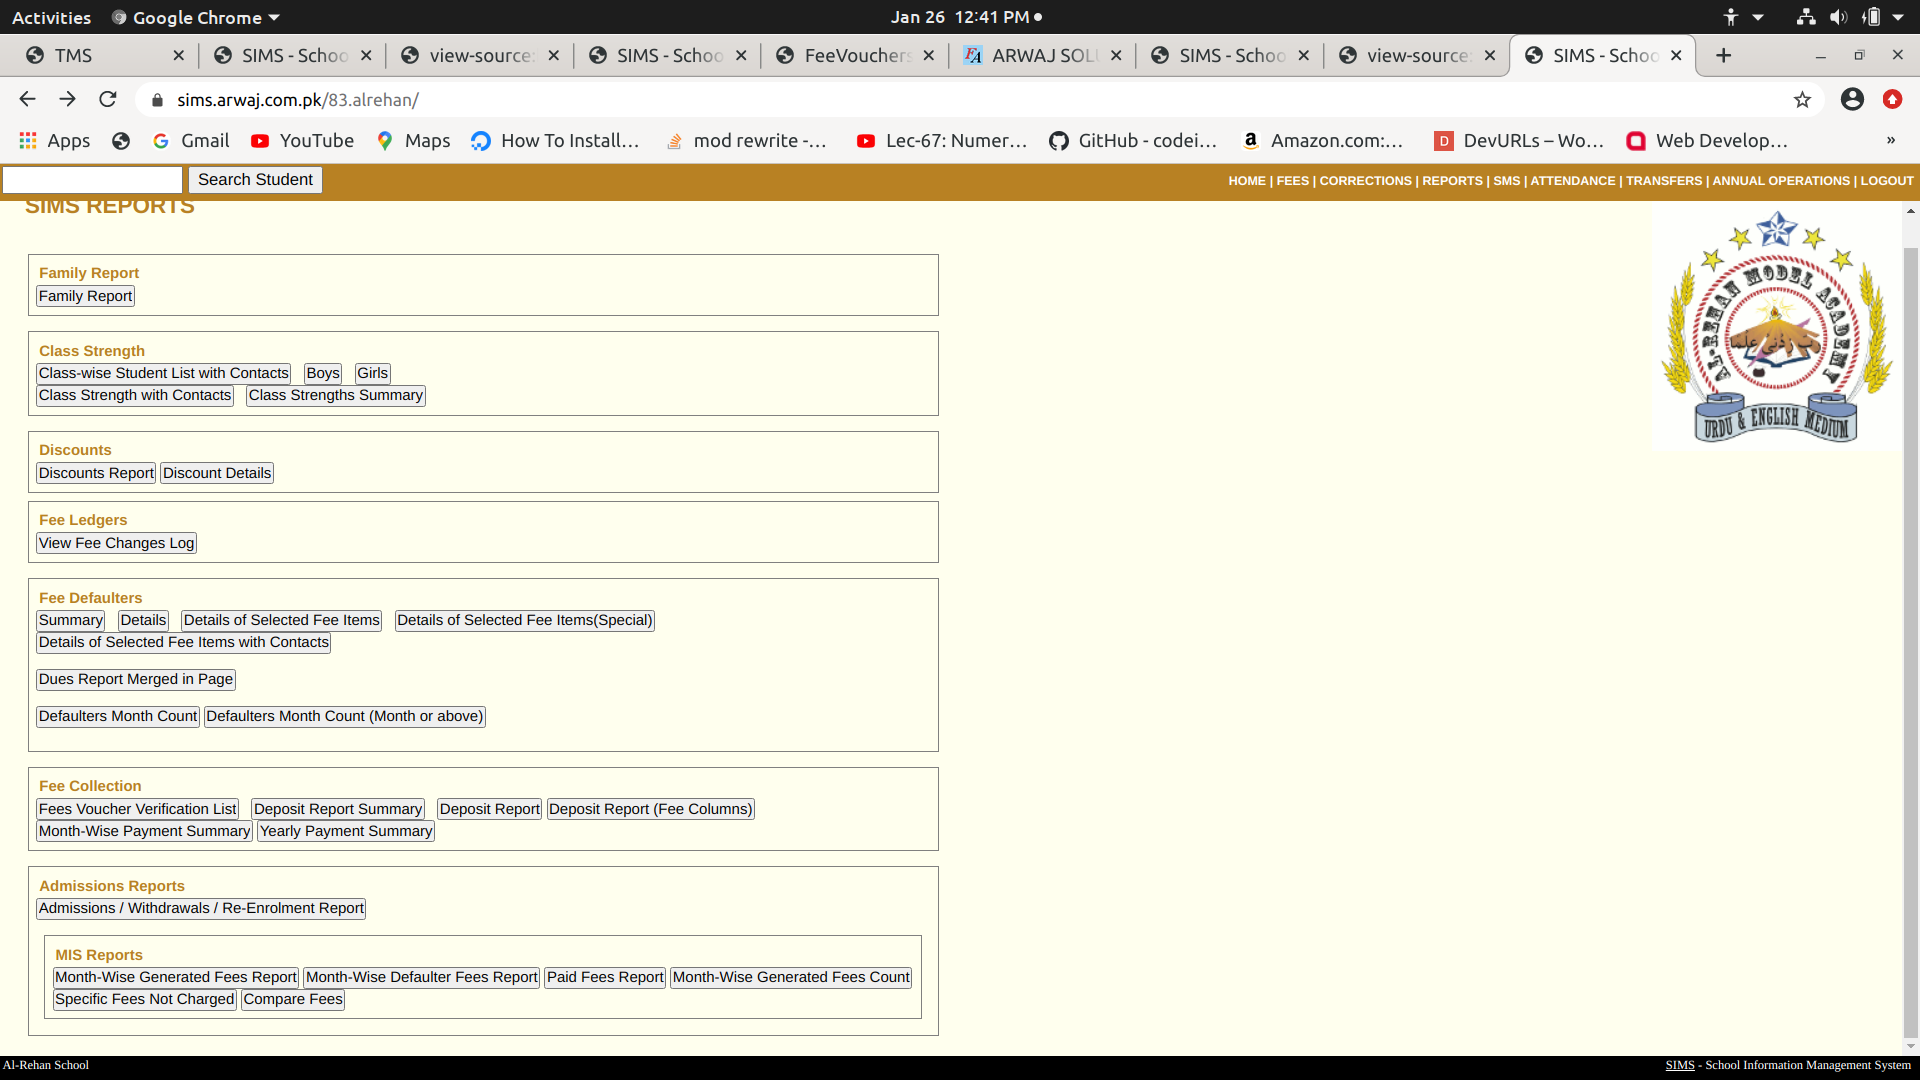 Activities Google Chrome Jan 26 12:41 PM
TMS SIMS - Schoo view-source: SIMS - Schoo FeeVouchers ARWAJ SOLU SIMS - Schoo view-source: SIMS - Schoo
sims.arwaj.com.pk/83.alrehan/
Apps Gmail YouTube Maps How To Install... mod rewrite -... Lec-67: Numer... GitHub - codei... Amazon.com:... DevURLs – Wo... Web Develop... »
Search Student HOME | FEES | CORRECTIONS | REPORTS | SMS | ATTENDANCE | TRANSFERS | ANNUAL OPERATIONS | LOGOUT
SIMS REPORTS
AL-REHAN MODEL ACADEMY
رب زدنی علما
URDU & ENGLISH MEDIUM
Family Report
Family Report
Class Strength
Class-wise Student List with Contacts Boys Girls
Class Strength with Contacts Class Strengths Summary
Discounts
Discounts Report Discount Details
Fee Ledgers
View Fee Changes Log
Fee Defaulters
Summary Details Details of Selected Fee Items Details of Selected Fee Items(Special)
Details of Selected Fee Items with Contacts
Dues Report Merged in Page
Defaulters Month Count Defaulters Month Count (Month or above)
Fee Collection
Fees Voucher Verification List Deposit Report Summary Deposit Report Deposit Report (Fee Columns)
Month-Wise Payment Summary Yearly Payment Summary
Admissions Reports
Admissions / Withdrawals / Re-Enrolment Report
MIS Reports
Month-Wise Generated Fees Report Month-Wise Defaulter Fees Report Paid Fees Report Month-Wise Generated Fees Count
Specific Fees Not Charged Compare Fees
Al-Rehan School SIMS - School Information Management System